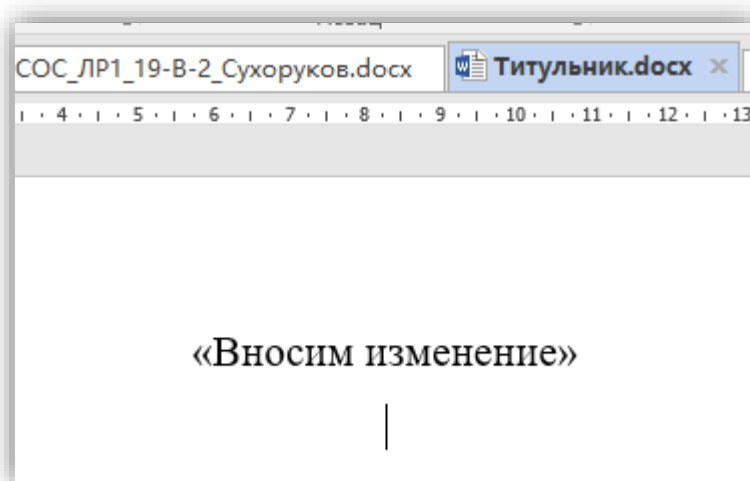 СОС_ЛР1_19-В-2_Сухоруков.docx Титульник.docx ×
4 5 6 7 8 9 10 11 12 13
«Вносим изменение»